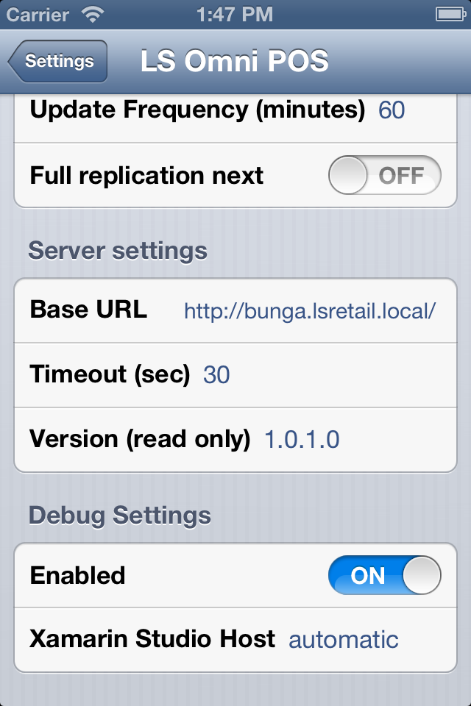 Carrier 1:47 PM
Settings LS Omni POS
Update Frequency (minutes) 60
Full replication next OFF
Server settings
Base URL http://bunga.lsretail.local/
Timeout (sec) 30
Version (read only) 1.0.1.0
Debug Settings
Enabled ON
Xamarin Studio Host automatic